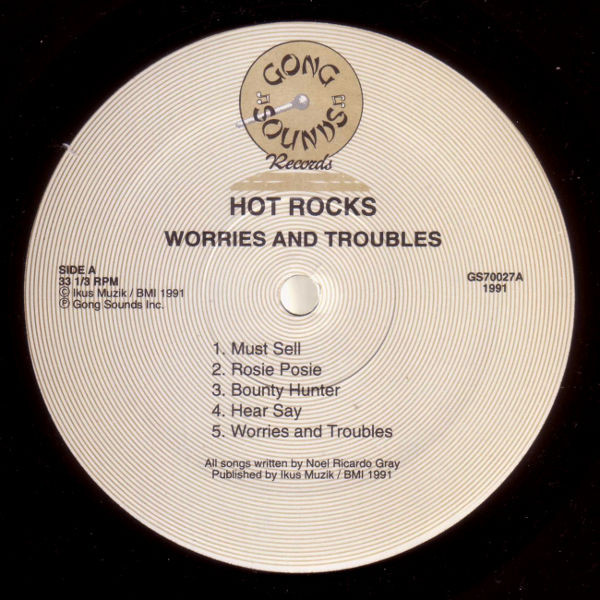 GONG
SOUNDS
Records
HOT ROCKS
WORRIES AND TROUBLES
SIDE A
33 1/3 RPM
© Ikus Muzik / BMI 1991
℗ Gong Sounds Inc.
GS70027A
1991
1. Must Sell
2. Rosie Posie
3. Bounty Hunter
4. Hear Say
5. Worries and Troubles
All songs written by Noel Ricardo Gray
Published by Ikus Muzik / BMI 1991